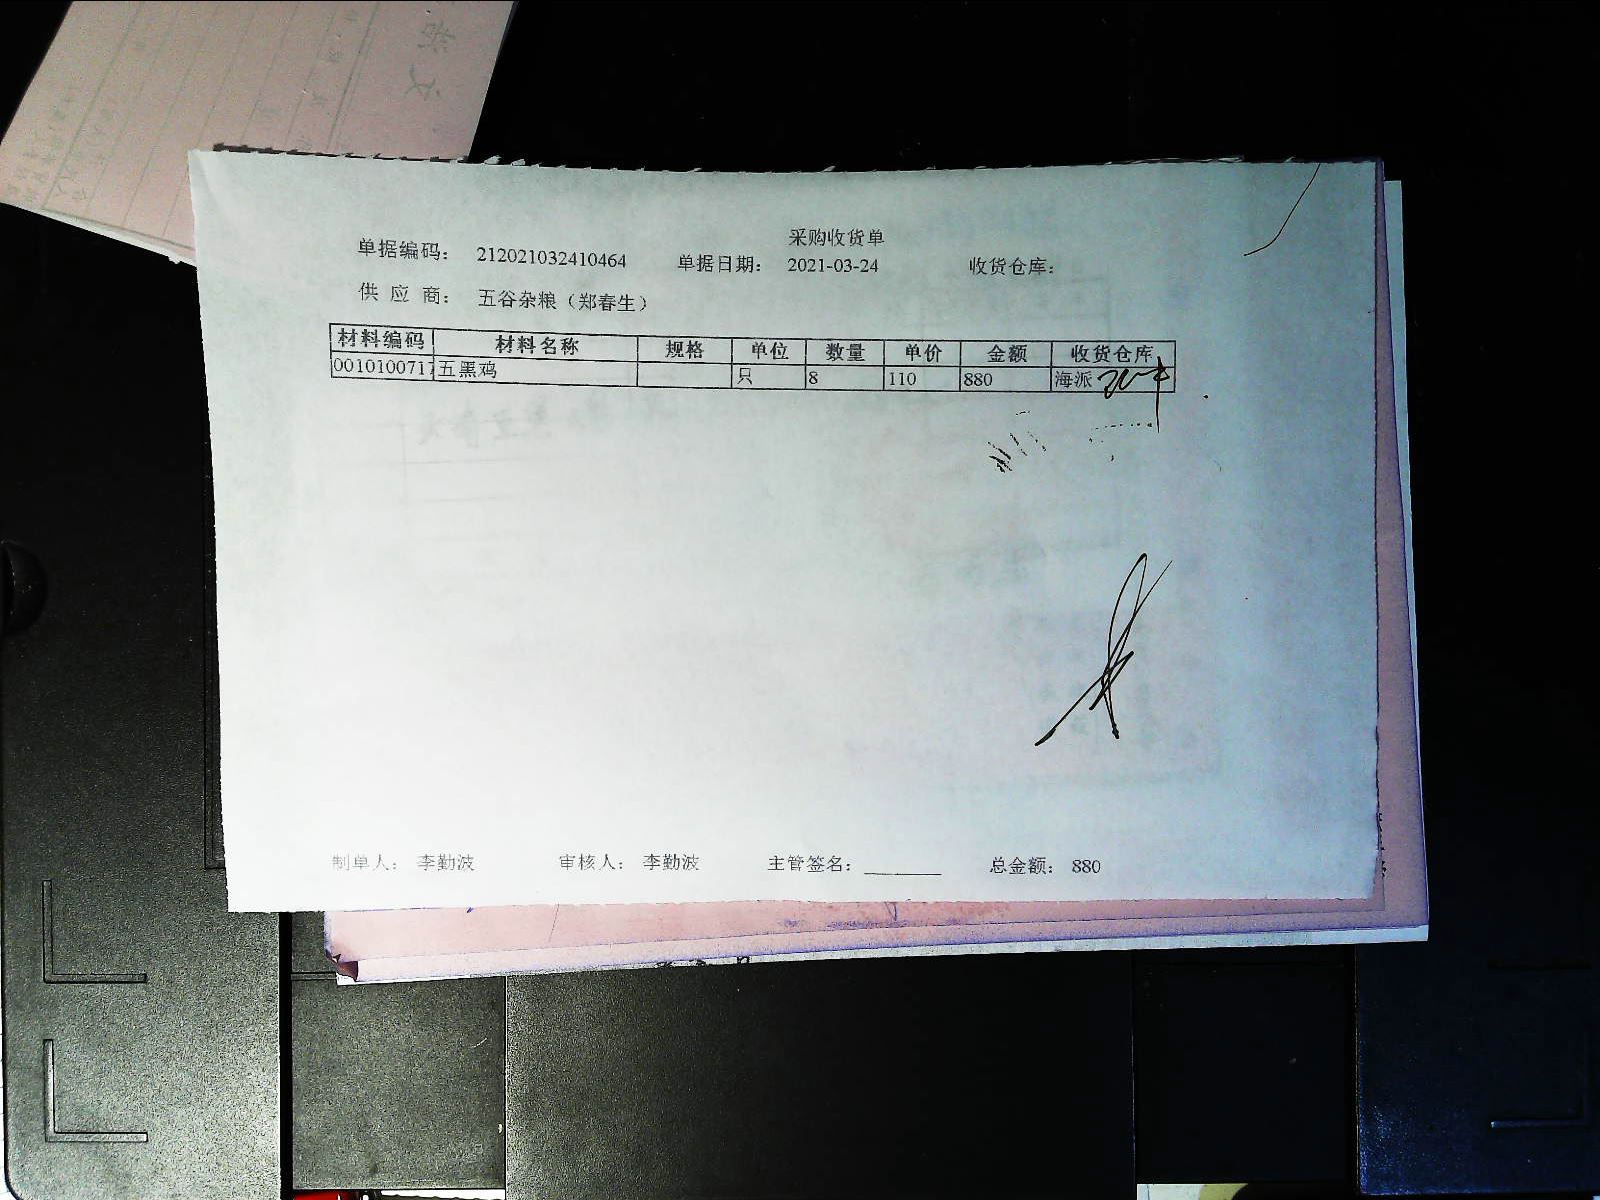 采购收货单
单据编码： 212021032410464 单据日期： 2021-03-24 收货仓库：
供 应 商： 五谷杂粮（郑春生）
材料编码 材料名称 规格 单位 数量 单价 金额 收货仓库
0010100717 五黑鸡 只 8 110 880 海派
制单人： 李勤波 审核人： 李勤波 主管签名： 总金额： 880